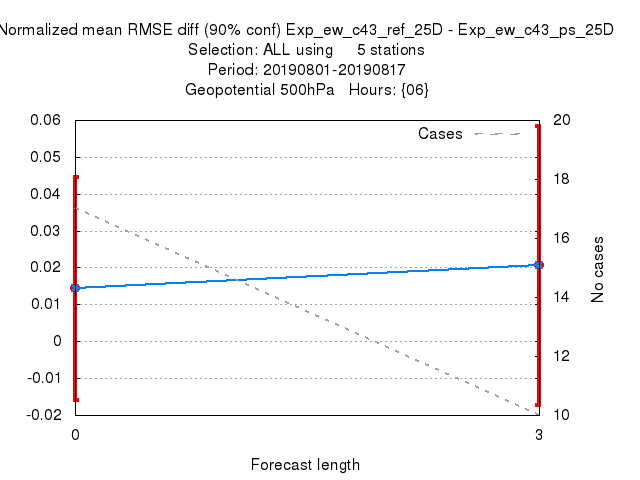 Normalized mean RMSE diff (90% conf) Exp_ew_c43_ref_25D - Exp_ew_c43_ps_25D
Selection: ALL using 5 stations
Period: 20190801-20190817
Geopotential 500hPa Hours: {06}
Cases
0.06
0.05
0.04
0.03
0.02
0.01
0
-0.01
-0.02
20
18
16
14
12
10
No cases
0
3
Forecast length